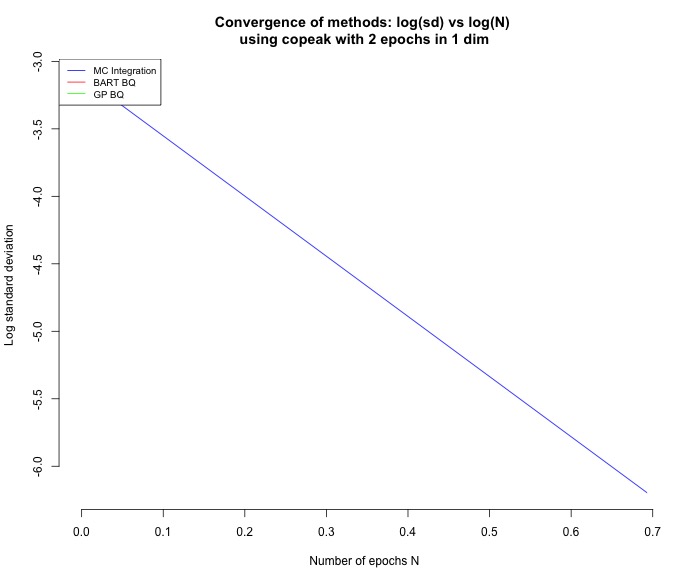 Convergence of methods: log(sd) vs log(N)
using copeak with 2 epochs in 1 dim
MC Integration
BART BQ
GP BQ
Log standard deviation
-3.0
-3.5
-4.0
-4.5
-5.0
-5.5
-6.0
0.0 0.1 0.2 0.3 0.4 0.5 0.6 0.7
Number of epochs N